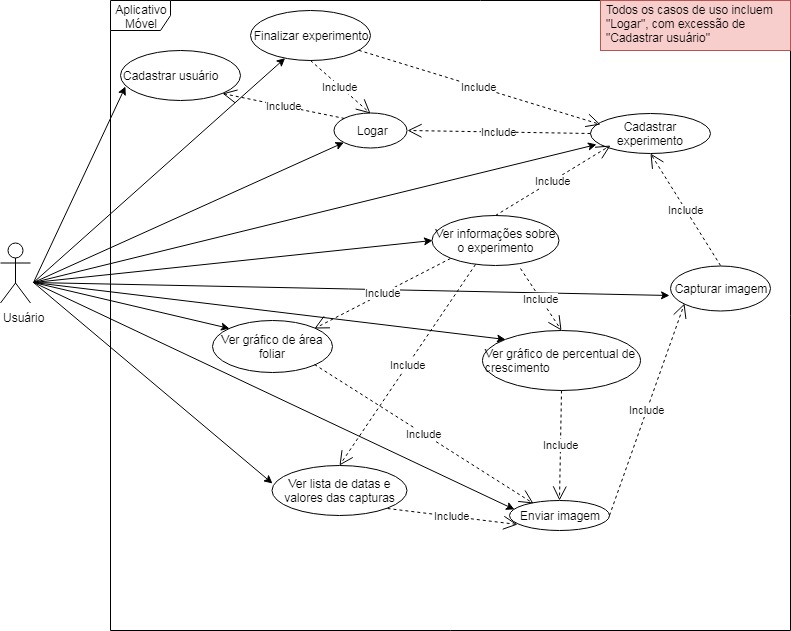 Aplicativo
Móvel
Todos os casos de uso incluem
"Logar", com excessão de
"Cadastrar usuário"
Finalizar experimento
Cadastrar usuário
Include
Include
Include
Logar
Include
Cadastrar
experimento
Include
Include
Ver informações sobre
o experimento
Usuário
Include
Include
Capturar imagem
Ver gráfico de área
foliar
Ver gráfico de percentual de
crescimento
Include
Include
Include
Include
Ver lista de datas e
valores das capturas
Include
Enviar imagem